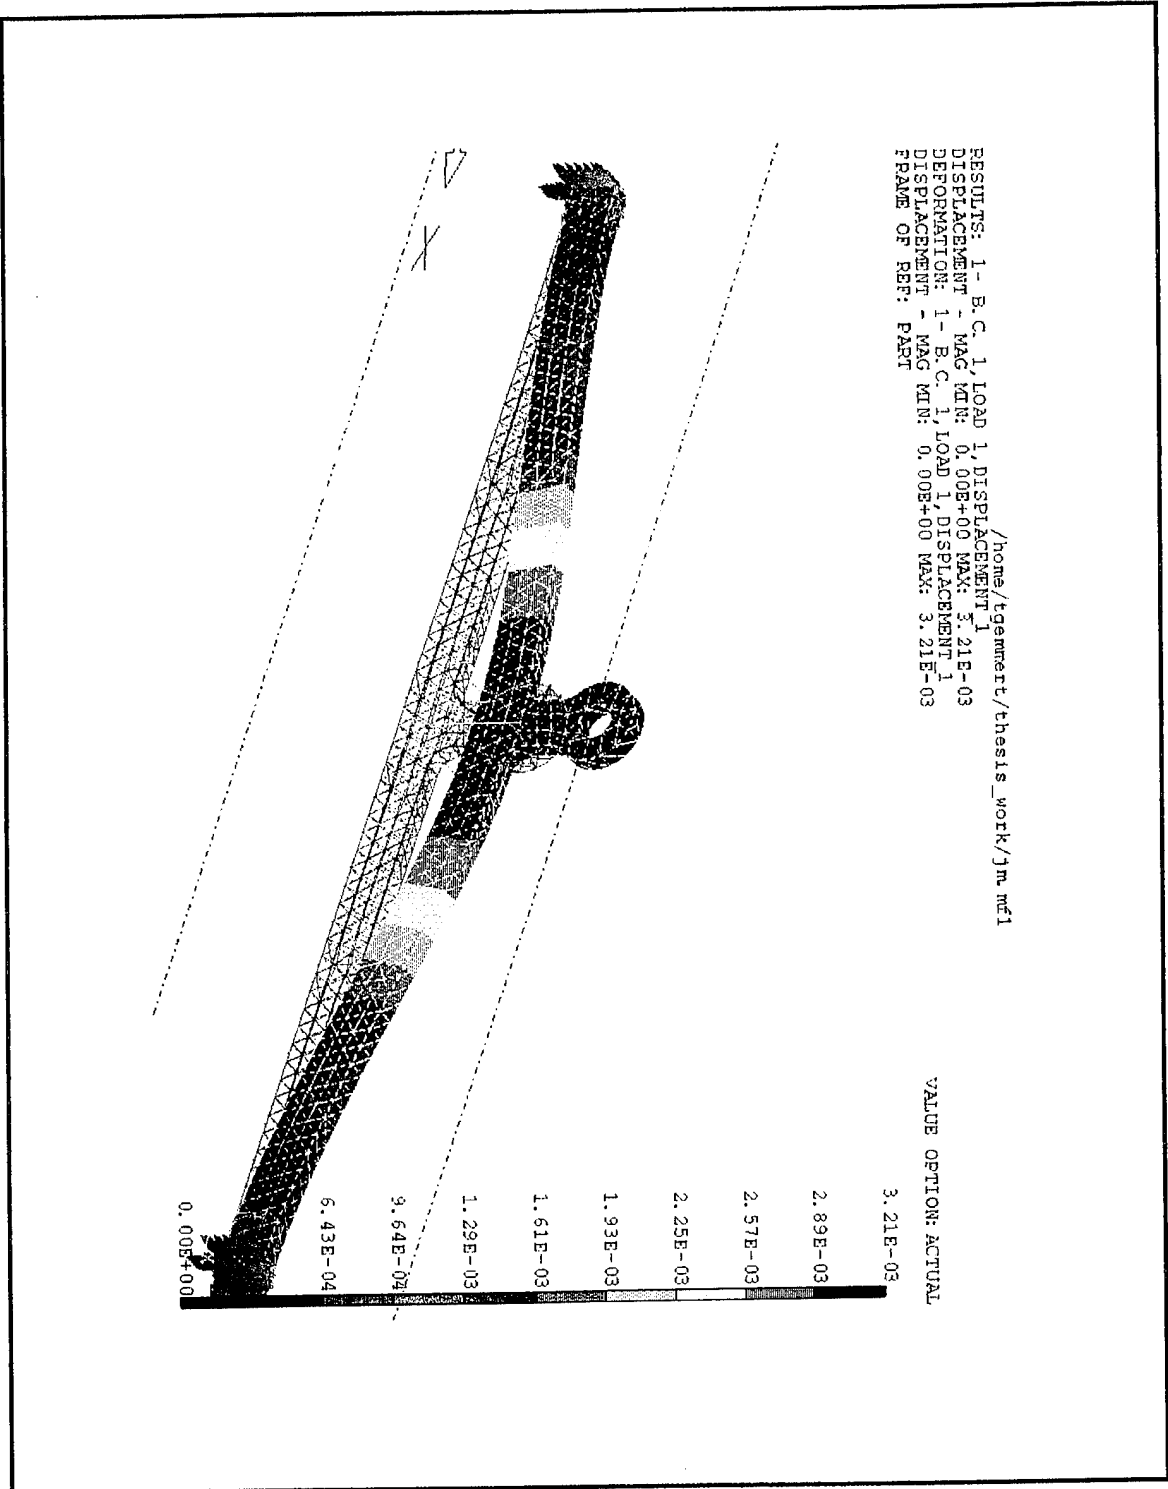 /home/tgemmert/thesis_work/jm.mf1
RESULTS: 1- B.C. 1,LOAD 1,DISPLACEMENT_1
DISPLACEMENT - MAG MIN: 0.00E+00 MAX: 3.21E-03
DEFORMATION: 1- B.C. 1,LOAD 1,DISPLACEMENT_1
DISPLACEMENT - MAG MIN: 0.00E+00 MAX: 3.21E-03
FRAME OF REF: PART
VALUE OPTION: ACTUAL
3.21E-03
2.89E-03
2.57E-03
2.25E-03
1.93E-03
1.61E-03
1.29E-03
9.64E-04
6.43E-04
0.00E+00
X